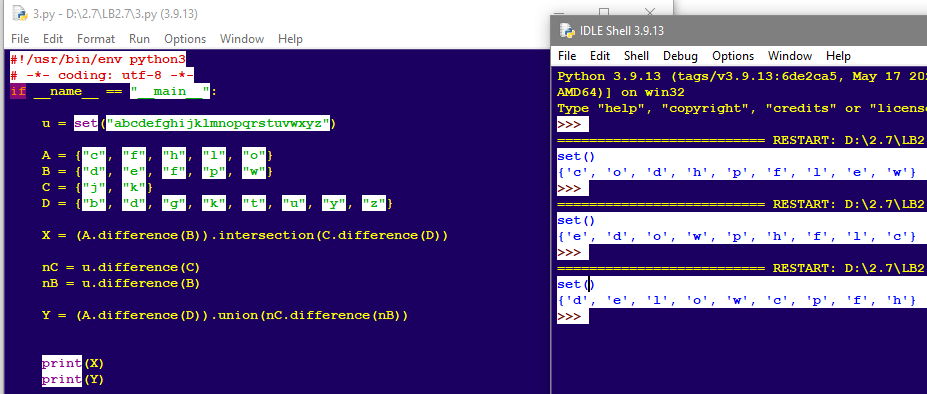 3.py - D:\2.7\LB2.7\3.py (3.9.13)
File Edit Format Run Options Window Help
#!/usr/bin/env python3
# -*- coding: utf-8 -*-
if __name__ == "__main__":
u = set("abcdefghijklmnopqrstuvwxyz")
A = {"c", "f", "h", "l", "o"}
B = {"d", "e", "f", "p", "w"}
C = {"j", "k"}
D = {"b", "d", "g", "k", "t", "u", "y", "z"}
X = (A.difference(B)).intersection(C.difference(D))
nC = u.difference(C)
nB = u.difference(B)
Y = (A.difference(D)).union(nC.difference(nB))
print(X)
print(Y)
IDLE Shell 3.9.13
File Edit Shell Debug Options Window Help
Python 3.9.13 (tags/v3.9.13:6de2ca5, May 17 202
AMD64)] on win32
Type "help", "copyright", "credits" or "license
>>>
========================== RESTART: D:\2.7\LB2
set()
{'c', 'o', 'd', 'h', 'p', 'f', 'l', 'e', 'w'}
>>>
========================== RESTART: D:\2.7\LB2
set()
{'e', 'd', 'o', 'w', 'p', 'h', 'f', 'l', 'c'}
>>>
========================== RESTART: D:\2.7\LB2
set()
{'d', 'e', 'l', 'o', 'w', 'c', 'p', 'f', 'h'}
>>>